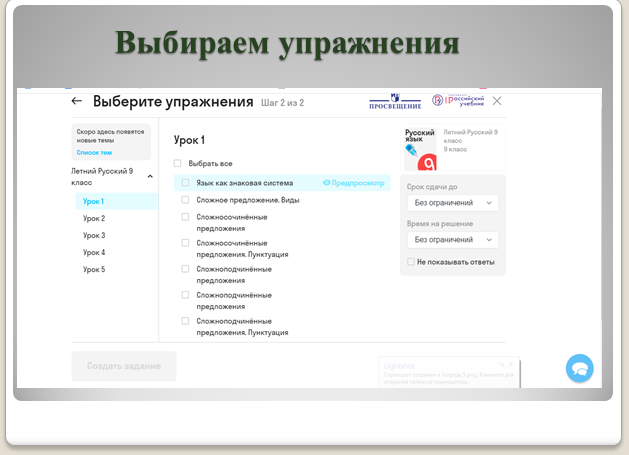 Выбираем упражнения
Выберите упражнения Шаг 2 из 2
ПРОСВЕЩЕНИЕ
российский
учебник
Скоро здесь появятся
новые темы
Список тем
Летний Русский 9
класс
Урок 1
Урок 2
Урок 3
Урок 4
Урок 5
Урок 1
Выбрать все
Язык как знаковая система Предпросмотр
Сложное предложение. Виды
Сложносочинённые
предложения
Сложносочинённые
предложения. Пунктуация
Сложноподчинённые
предложения
Сложноподчинённые
предложения
Сложноподчинённые
предложения. Пунктуация
Русский
язык
9
Летний Русский 9
класс
9 класс
Срок сдачи до
Без ограничений
Время на решение
Без ограничений
Не показывать ответы
Создать задание
Lightshot